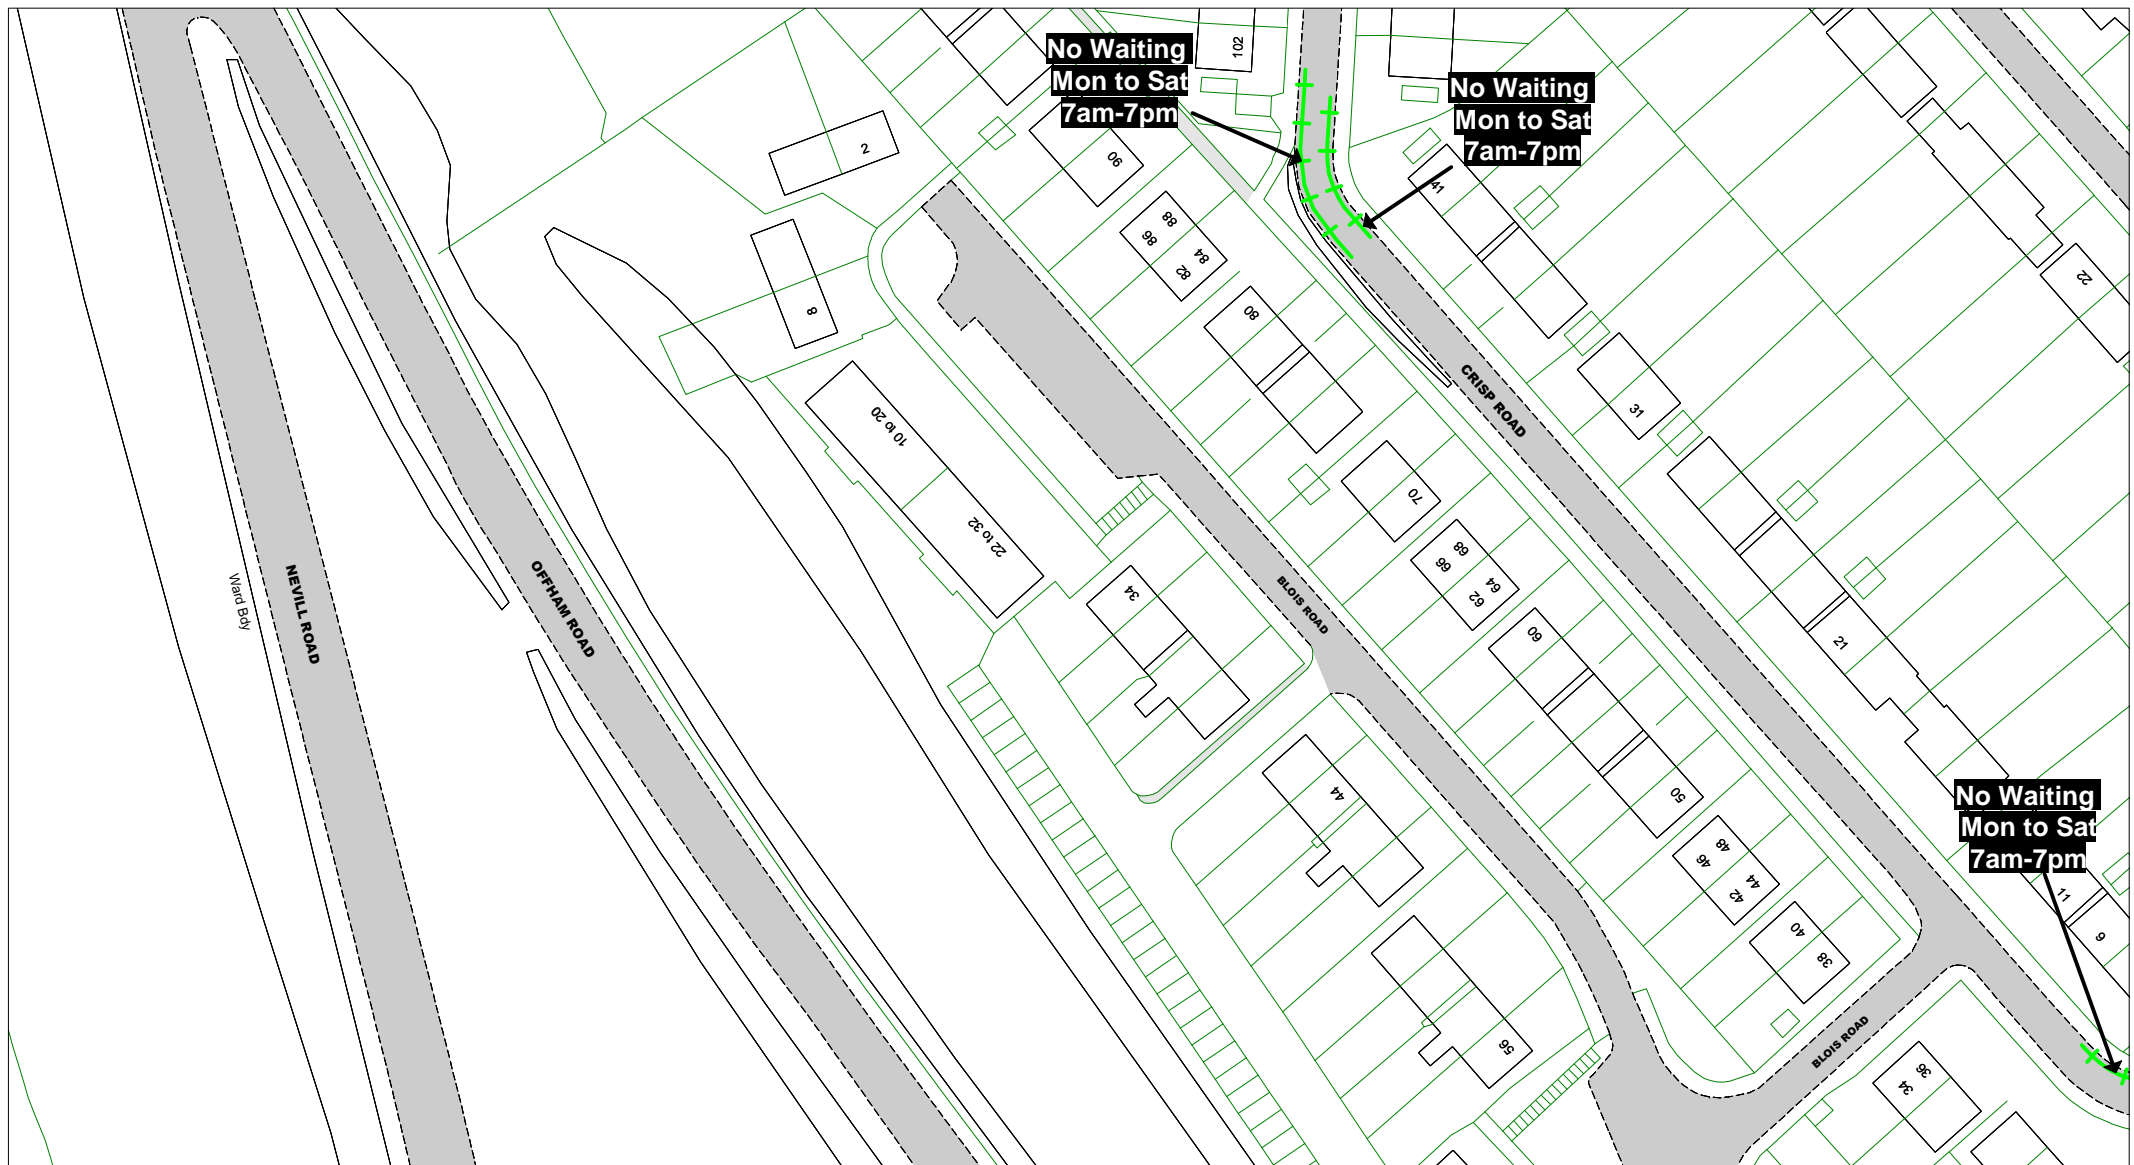 No Waiting
Mon to Sat
7am-7pm
No Waiting
Mon to Sat
7am-7pm
No Waiting
Mon to Sat
7am-7pm
102
90
2
41
88
86
84
82
22
8
80
CRISP ROAD
31
10 to 20
70
22 to 32
68
66
64
62
BLOIS ROAD
34
60
21
Ward Bdy
NEVILL ROAD
OFFHAM ROAD
44
50
48
46
44
42
11
9
40
38
56
BLOIS ROAD
36
34